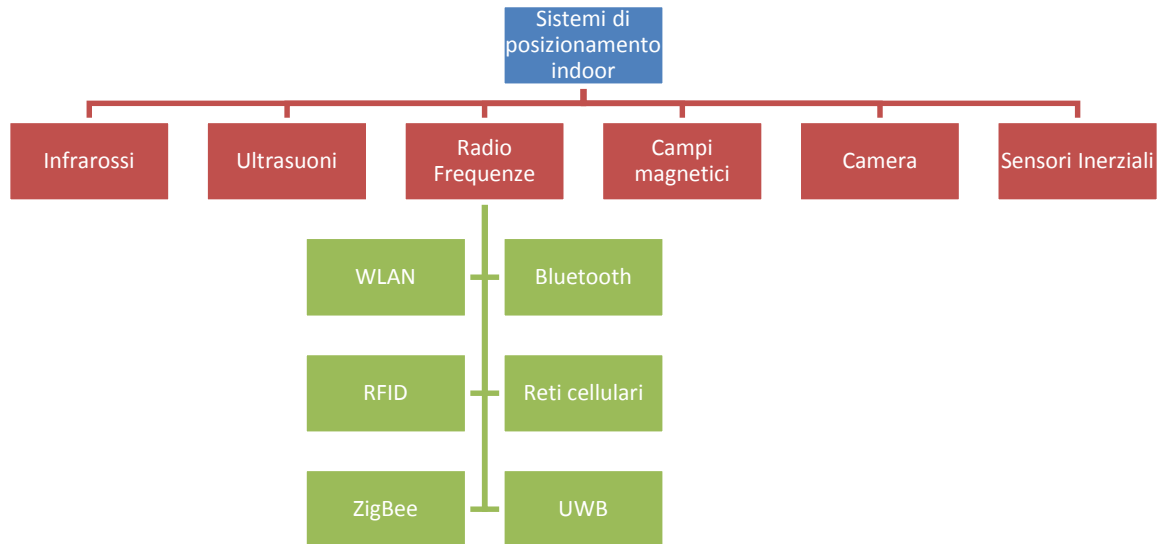 Sistemi di
posizionamento
indoor
Infrarossi
Ultrasuoni
Radio
Frequenze
Campi
magnetici
Camera
Sensori Inerziali
WLAN
Bluetooth
RFID
Reti cellulari
ZigBee
UWB